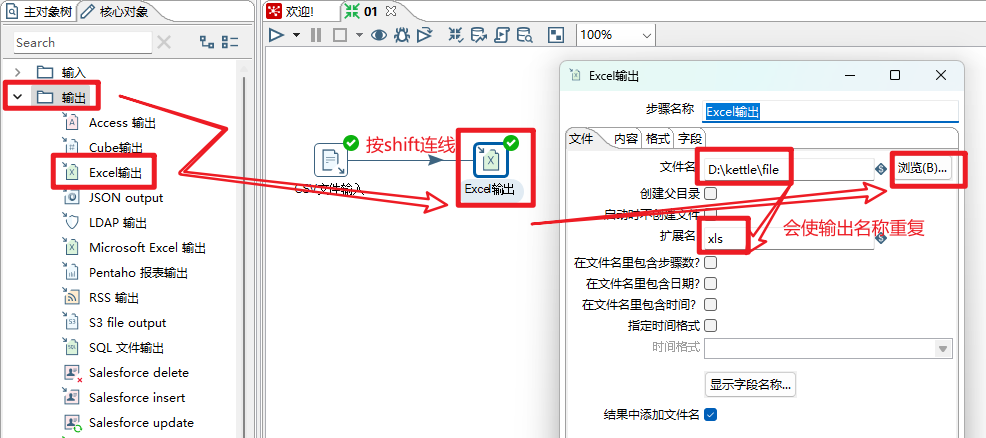 主对象树 核心对象
Search
输入
输出
Access 输出
Cube输出
Excel输出
JSON output
LDAP 输出
Microsoft Excel 输出
Pentaho 报表输出
RSS 输出
S3 file output
SQL 文件输出
Salesforce delete
Salesforce insert
Salesforce update
欢迎! 01
100%
按shift连线
CSV文件输入
Excel输出
Excel输出
步骤名称 Excel输出
文件 内容 格式 字段
文件名 D:\kettle\file 浏览(B)...
创建父目录
启动时不创建文件
会使输出名称重复
扩展名 xls
在文件名里包含步骤数?
在文件名里包含日期?
在文件名里包含时间?
指定时间格式
时间格式
显示字段名称...
结果中添加文件名